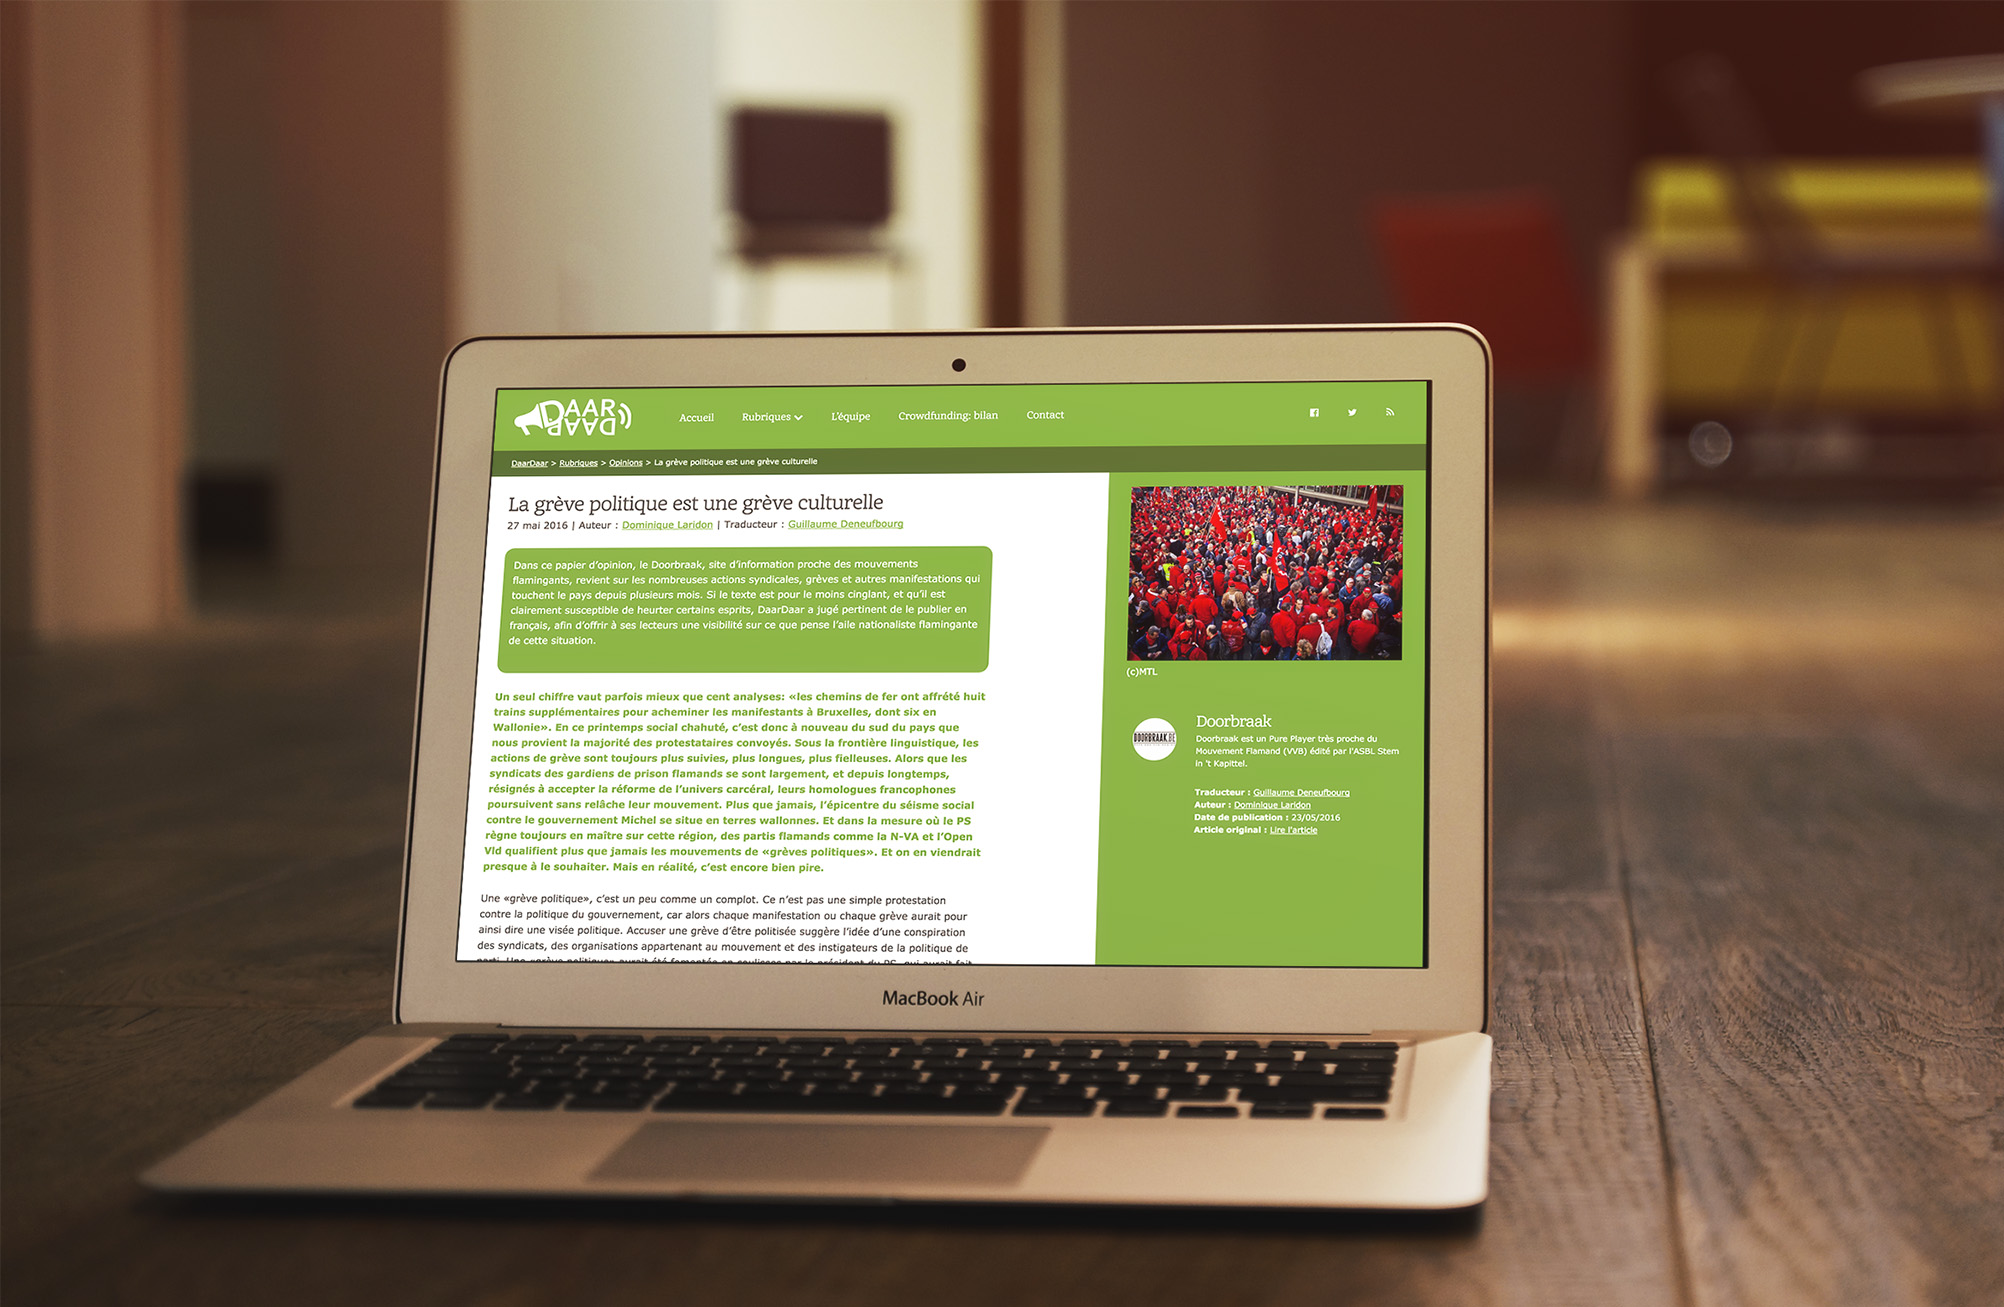 DAAR
DAAR
Accueil
Rubriques
L'équipe
Crowdfunding: bilan
Contact
DaarDaar > Rubriques > Opinions > La grève politique est une grève culturelle
La grève politique est une grève culturelle
27 mai 2016 | Auteur : Dominique Laridon | Traducteur : Guillaume Deneufbourg
Dans ce papier d'opinion, le Doorbraak, site d'information proche des mouvements
flamingants, revient sur les nombreuses actions syndicales, grèves et autres manifestations qui
touchent le pays depuis plusieurs mois. Si le texte est pour le moins cinglant, et qu'il est
clairement susceptible de heurter certains esprits, DaarDaar a jugé pertinent de le publier en
français, afin d'offrir à ses lecteurs une visibilité sur ce que pense l'aile nationaliste flamingante
de cette situation.
Un seul chiffre vaut parfois mieux que cent analyses: «les chemins de fer ont affrété huit
trains supplémentaires pour acheminer les manifestants à Bruxelles, dont six en
Wallonie». En ce printemps social chahuté, c'est donc à nouveau du sud du pays que
nous provient la majorité des protestataires convoyés. Sous la frontière linguistique, les
actions de grève sont toujours plus suivies, plus longues, plus fielleuses. Alors que les
syndicats des gardiens de prison flamands se sont largement, et depuis longtemps,
résignés à accepter la réforme de l'univers carcéral, leurs homologues francophones
poursuivent sans relâche leur mouvement. Plus que jamais, l'épicentre du séisme social
contre le gouvernement Michel se situe en terres wallonnes. Et dans la mesure où le PS
règne toujours en maître sur cette région, des partis flamands comme la N-VA et l'Open
Vld qualifient plus que jamais les mouvements de «grèves politiques». Et on en viendrait
presque à le souhaiter. Mais en réalité, c'est encore bien pire.
Une «grève politique», c'est un peu comme un complot. Ce n'est pas une simple protestation
contre la politique du gouvernement, car alors chaque manifestation ou chaque grève aurait pour
ainsi dire une visée politique. Accuser une grève d'être politisée suggère l'idée d'une conspiration
des syndicats, des organisations appartenant au mouvement et des instigateurs de la politique de
parti. Une «grève politique» aurait été fomentée en coulisses par le président du PS, qui aurait fait
(c)MTL
DOORBRAAK.BE
Doorbraak
Doorbraak est un Pure Player très proche du
Mouvement Flamand (VVB) édité par l'ASBL Stem
in 't Kapittel.
Traducteur : Guillaume Deneufbourg
Auteur : Dominique Laridon
Date de publication : 23/05/2016
Article original : Lire l'article
MacBook Air